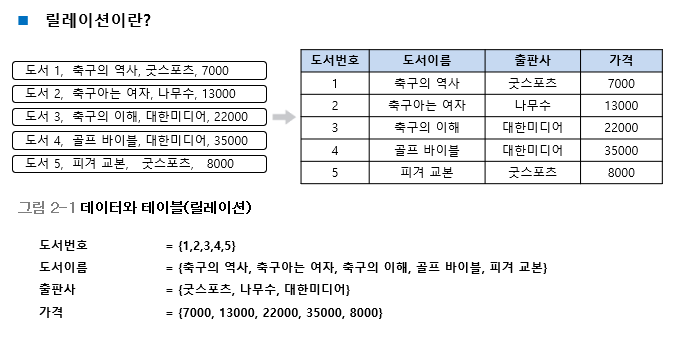 ■ 릴레이션이란?
도서 1, 축구의 역사, 굿스포츠, 7000
도서 2, 축구아는 여자, 나무수, 13000
도서 3, 축구의 이해, 대한미디어, 22000
도서 4, 골프 바이블, 대한미디어, 35000
도서 5, 피겨 교본, 굿스포츠, 8000
도서번호 도서이름 출판사 가격
1 축구의 역사 굿스포츠 7000
2 축구아는 여자 나무수 13000
3 축구의 이해 대한미디어 22000
4 골프 바이블 대한미디어 35000
5 피겨 교본 굿스포츠 8000
그림 2-1 데이터와 테이블(릴레이션)
도서번호 = {1,2,3,4,5}
도서이름 = {축구의 역사, 축구아는 여자, 축구의 이해, 골프 바이블, 피겨 교본}
출판사 = {굿스포츠, 나무수, 대한미디어}
가격 = {7000, 13000, 22000, 35000, 8000}